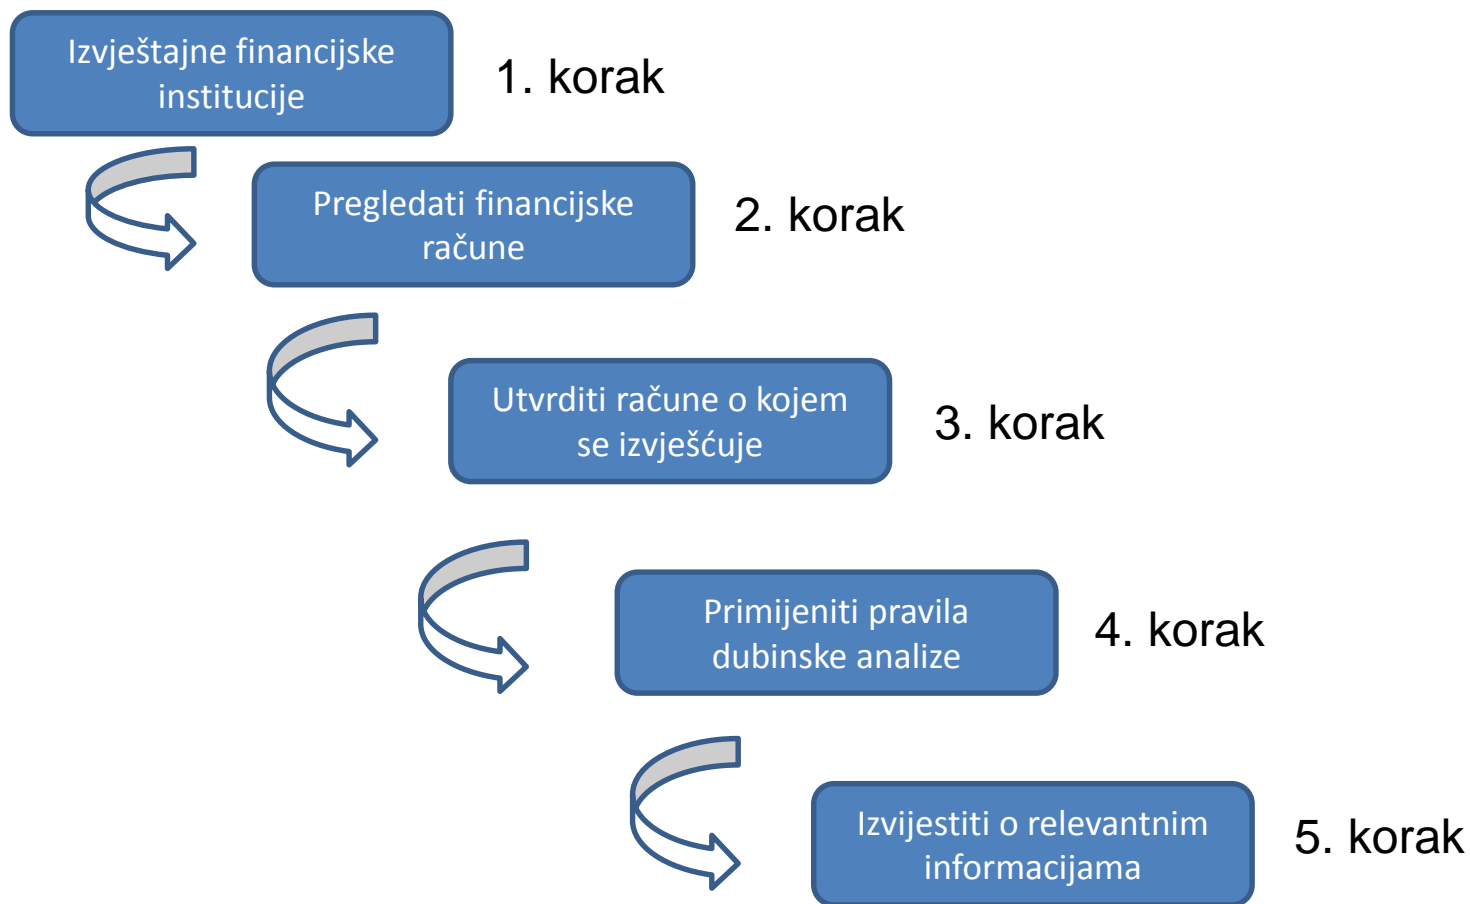 Izvještajne financijske
institucije
1. korak
Pregledati financijske
račune
2. korak
Utvrditi račune o kojem
se izvješćuje
3. korak
Primijeniti pravila
dubinske analize
4. korak
Izvijestiti o relevantnim
informacijama
5. korak